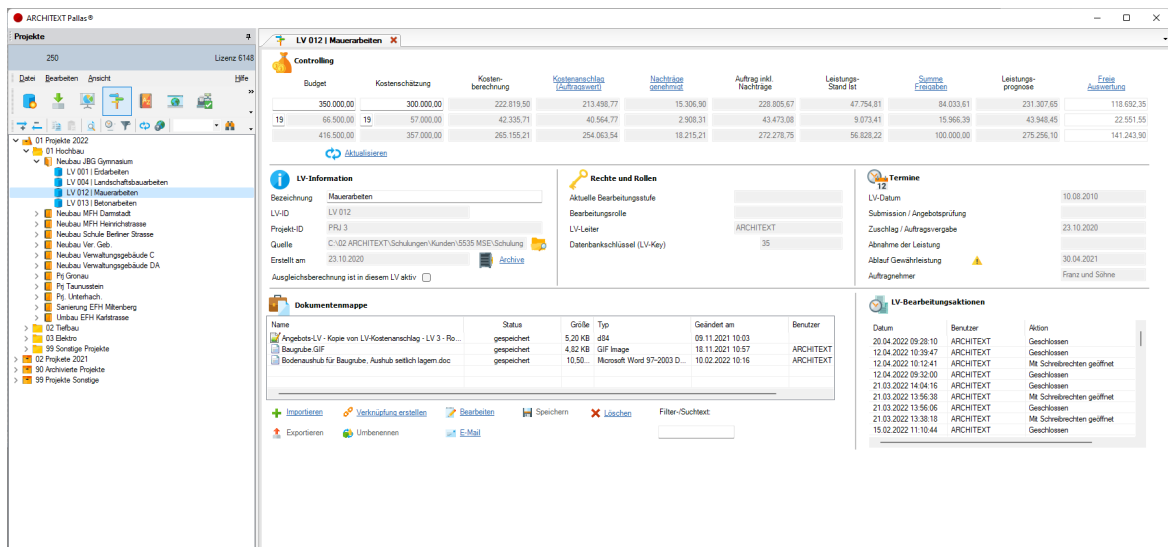 ARCHITEXT Pallas®
Projekte
250 Lizenz 6148
Datei Bearbeiten Ansicht Hilfe
01 Projekte 2022
01 Hochbau
Neubau JBG Gymnasium
LV 001 | Erdarbeiten
LV 004 | Landschaftsbauarbeiten
LV 012 | Mauerarbeiten
LV 013 | Betonarbeiten
Neubau MFH Damstadt
Neubau MFH Heinrichstrasse
Neubau Schule Berliner Strasse
Neubau Ver. Geb.
Neubau Verwaltungsgebäude C
Neubau Verwaltungsgebäude DA
Prj Gronau
Prj Taunusstein
Prj. Unterhach.
Sanierung EFH Miltenberg
Umbau EFH Karlstrasse
02 Tiefbau
03 Elektro
99 Sonstige Projekte
02 Projkete 2021
90 Archivierte Projekte
99 Projekte Sonstige
LV 012 | Mauerarbeiten
Controlling
Budget Kostenschätzung Kosten-berechnung Kostenanschlag (Auftragswert) Nachträge genehmigt Auftrag inkl. Nachträge Leistungs-Stand Ist Summe Freigaben Leistungs-prognose Freie Auswertung
350.000,00 300.000,00 222.819,50 213.498,77 15.306,90 228.805,67 47.754,81 84.033,61 231.307,65 118.692,35
19 66.500,00 19 57.000,00 42.335,71 40.564,77 2.908,31 43.473,08 9.073,41 15.966,39 43.948,45 22.551,55
416.500,00 357.000,00 265.155,21 254.063,54 18.215,21 272.278,75 56.828,22 100.000,00 275.256,10 141.243,90
Aktualisieren
LV-Information
Bezeichnung Mauerarbeiten
LV-ID LV 012
Projekt-ID PRJ 3
Quelle C:\02 ARCHITEXT\Schulungen\Kunden\5535 MSE\Schulung
Erstellt am 23.10.2020 Archive
Ausgleichsberechnung ist in diesem LV aktiv
Rechte und Rollen
Aktuelle Bearbeitungsstufe
Bearbeitungsrolle
LV-Leiter ARCHITEXT
Datenbankschlüssel (LV-Key) 35
12 Termine
LV-Datum 10.08.2010
Submission / Angebotsprüfung
Zuschlag / Auftragsvergabe 23.10.2020
Abnahme der Leistung
Ablauf Gewährleistung 30.04.2021
Auftragnehmer Franz und Söhne
Dokumentenmappe
Name Status Größe Typ Geändert am Benutzer
Angebots-LV - Kopie von LV-Kostenanschlag - LV 3 - Ro... gespeichert 5,20 KB d84 09.11.2021 10:03
Baugrube.GIF gespeichert 4,82 KB GIF Image 18.11.2021 10:57 ARCHITEXT
Bodenaushub für Baugrube, Aushub seitlich lagern.doc gespeichert 10,50... Microsoft Word 97-2003 D... 10.02.2022 10:16 ARCHITEXT
Importieren Verknüpfung erstellen Bearbeiten Speichern Löschen Filter-/Suchtext:
Exportieren Umbenennen E-Mail
LV-Bearbeitungsaktionen
Datum Benutzer Aktion
20.04.2022 09:28:10 ARCHITEXT Geschlossen
12.04.2022 10:39:47 ARCHITEXT Geschlossen
12.04.2022 10:12:41 ARCHITEXT Mit Schreibrechten geöffnet
12.04.2022 09:32:00 ARCHITEXT Geschlossen
21.03.2022 14:04:16 ARCHITEXT Geschlossen
21.03.2022 13:56:38 ARCHITEXT Mit Schreibrechten geöffnet
21.03.2022 13:56:06 ARCHITEXT Geschlossen
21.03.2022 13:38:18 ARCHITEXT Mit Schreibrechten geöffnet
15.02.2022 11:10:44 ARCHITEXT Geschlossen